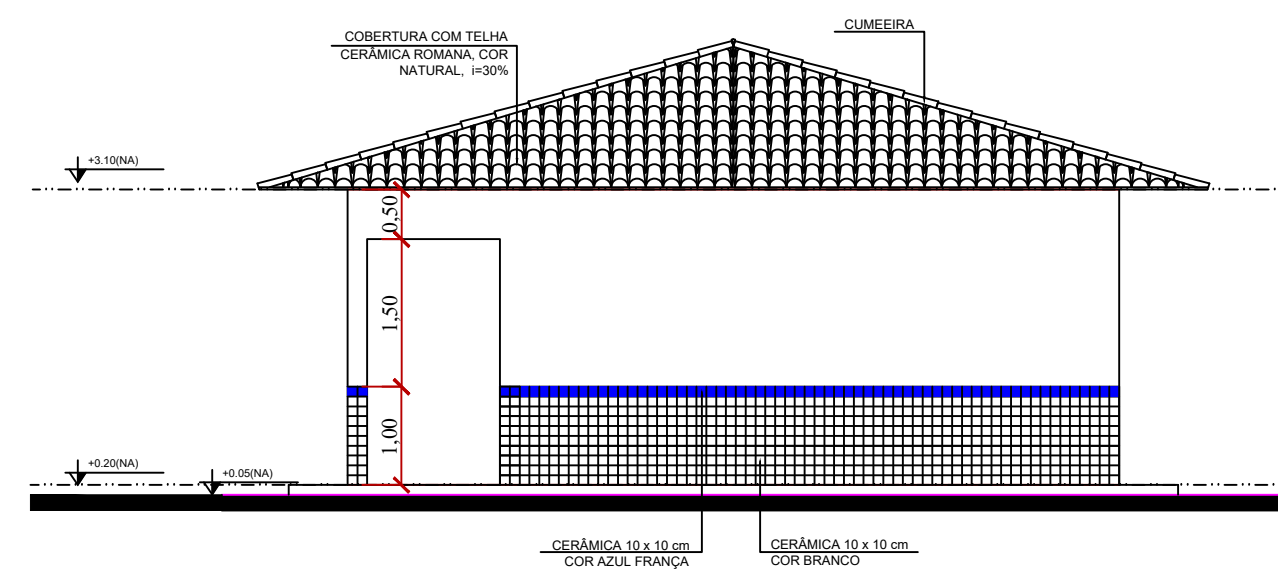 CUMEEIRA
COBERTURA COM TELHA
CERÂMICA ROMANA, COR
NATURAL, i=30%
+3.10(NA)
0,50
1,50
1,00
+0.20(NA)
+0.05(NA)
CERÂMICA 10 x 10 cm
COR AZUL FRANÇA
CERÂMICA 10 x 10 cm
COR BRANCO